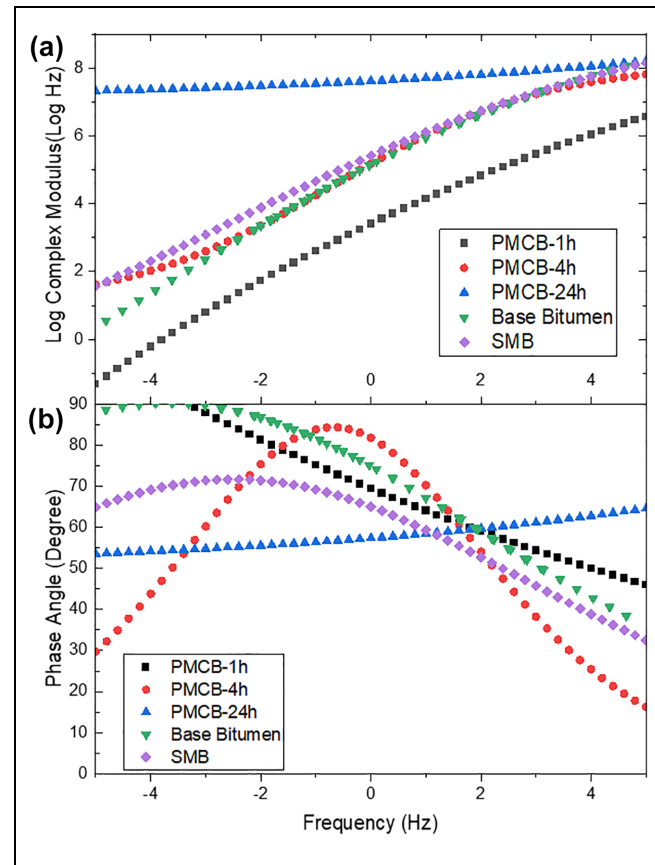 (a)
Log Complex Modulus(Log Hz)
8
6
4
2
0
-4
-2
0
2
4
PMCB-1h
PMCB-4h
PMCB-24h
Base Bitumen
SMB
(b)
Phase Angle (Degree)
90
80
70
60
50
40
30
20
10
0
PMCB-1h
PMCB-4h
PMCB-24h
Base Bitumen
SMB
-4
-2
0
2
4
Frequency (Hz)